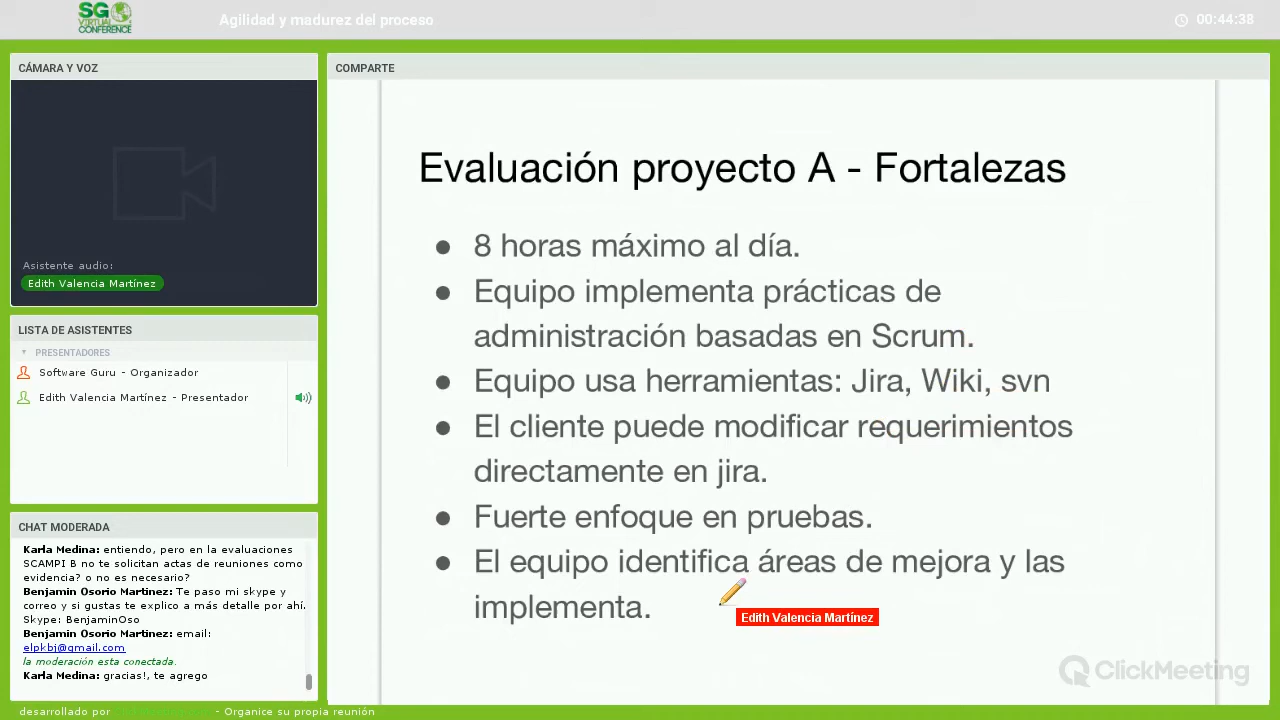 SG
VIRTUAL
CONFERENCE
Agilidad y madurez del proceso
00:44:38
CÁMARA Y VOZ
Asistente audio:
Edith Valencia Martínez
LISTA DE ASISTENTES
PRESENTADORES
Software Guru - Organizador
Edith Valencia Martínez - Presentador
CHAT MODERADA
Karla Medina: entiendo, pero en la evaluaciones
SCAMPI B no te solicitan actas de reuniones como
evidencia? o no es necesario?
Benjamin Osorio Martinez: Te paso mi skype y
correo y si gustas te explico a más detalle por ahí.
Skype: BenjaminOso
Benjamin Osorio Martinez: email:
elpkbj@gmail.com
la moderación esta conectada.
Karla Medina: gracias!, te agrego
COMPARTE
Evaluación proyecto A - Fortalezas
● 8 horas máximo al día.
● Equipo implementa prácticas de
administración basadas en Scrum.
● Equipo usa herramientas: Jira, Wiki, svn
● El cliente puede modificar requerimientos
directamente en jira.
● Fuerte enfoque en pruebas.
● El equipo identifica áreas de mejora y las
implementa.
Edith Valencia Martínez
ClickMeeting
desarrollado por - Organice su propia reunión